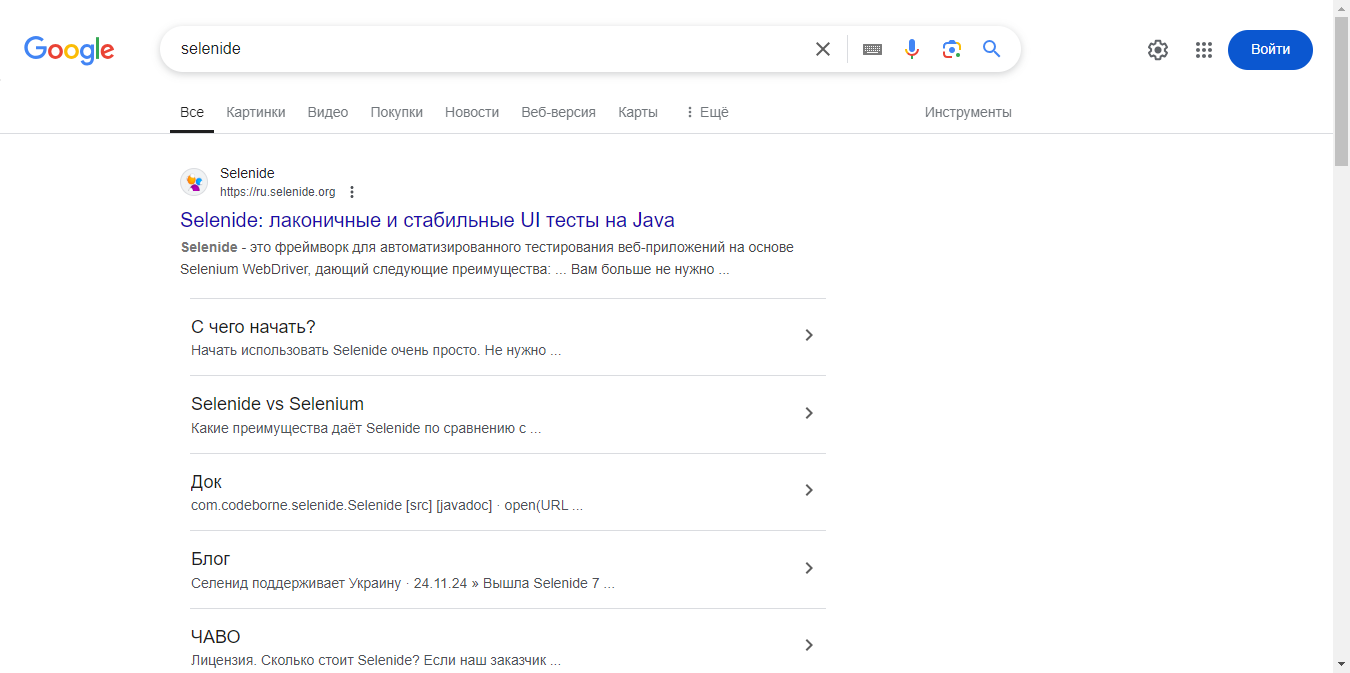 Google
selenide
Войти
Все Картинки Видео Покупки Новости Веб-версия Карты Ещё Инструменты
Selenide
https://ru.selenide.org
Selenide: лаконичные и стабильные UI тесты на Java
Selenide - это фреймворк для автоматизированного тестирования веб-приложений на основе
Selenium WebDriver, дающий следующие преимущества: ... Вам больше не нужно ...
С чего начать?
Начать использовать Selenide очень просто. Не нужно ...
Selenide vs Selenium
Какие преимущества даёт Selenide по сравнению с ...
Док
com.codeborne.selenide.Selenide [src] [javadoc] · open(URL ...
Блог
Селенид поддерживает Украину · 24.11.24 » Вышла Selenide 7 ...
ЧАВО
Лицензия. Сколько стоит Selenide? Если наш заказчик ...